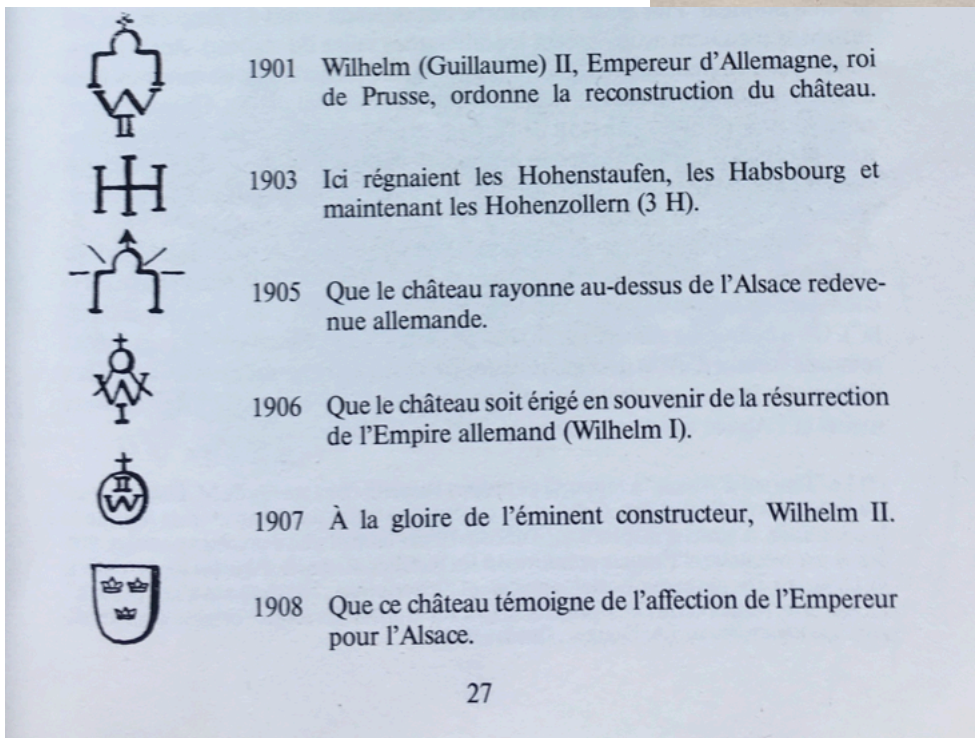 W
II
1901 Wilhelm (Guillaume) II, Empereur d'Allemagne, roi
de Prusse, ordonne la reconstruction du château.
1903 Ici régnaient les Hohenstaufen, les Habsbourg et
maintenant les Hohenzollern (3 H).
1905 Que le château rayonne au-dessus de l'Alsace redeve-
nue allemande.
W
I
1906 Que le château soit érigé en souvenir de la résurrection
de l'Empire allemand (Wilhelm I).
II
W
1907 À la gloire de l'éminent constructeur, Wilhelm II.
1908 Que ce château témoigne de l'affection de l'Empereur
pour l'Alsace.
27